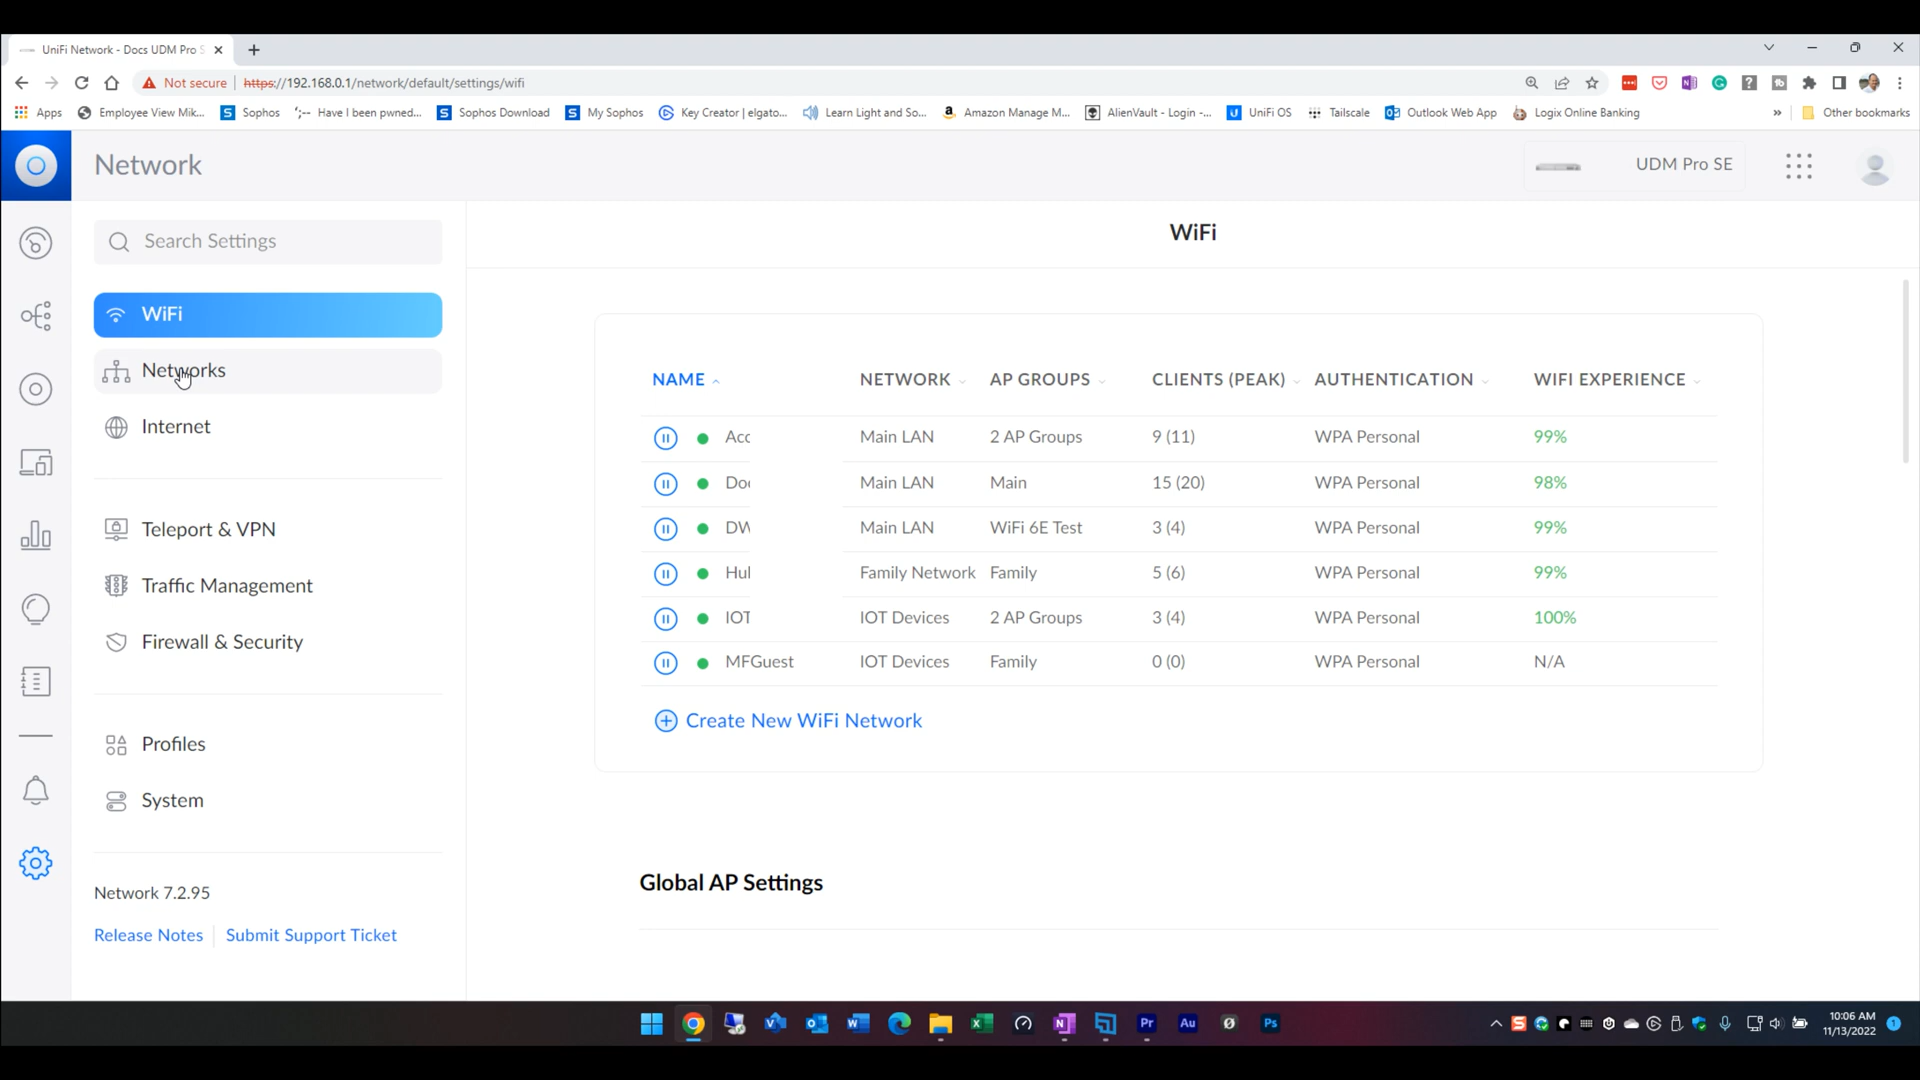 UniFi Network - Docs UDM Pro S
Not secure https://192.168.0.1/network/default/settings/wifi
Apps Employee View Mik... Sophos Have I been pwned... Sophos Download My Sophos Key Creator | elgato... Learn Light and So... Amazon Manage M... AlienVault - Login -... UniFi OS Tailscale Outlook Web App Logix Online Banking » Other bookmarks
Network
UDM Pro SE
Search Settings
WiFi
Networks
Internet
Teleport & VPN
Traffic Management
Firewall & Security
Profiles
System
Network 7.2.95
Release Notes Submit Support Ticket
WiFi
NAME NETWORK AP GROUPS CLIENTS (PEAK) AUTHENTICATION WIFI EXPERIENCE
Acc Main LAN 2 AP Groups 9 (11) WPA Personal 99%
Doc Main LAN Main 15 (20) WPA Personal 98%
DW Main LAN WiFi 6E Test 3 (4) WPA Personal 99%
Hul Family Network Family 5 (6) WPA Personal 99%
IOT IOT Devices 2 AP Groups 3 (4) WPA Personal 100%
MFGuest IOT Devices Family 0 (0) WPA Personal N/A
Create New WiFi Network
Global AP Settings
Pr Au Ps
10:06 AM
11/13/2022
1